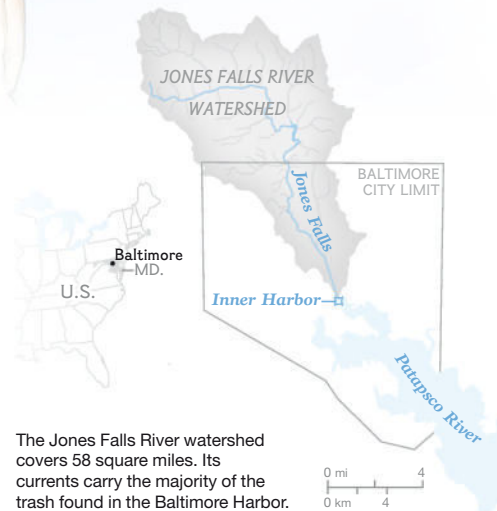 JONES FALLS RIVER
WATERSHED
BALTIMORE
CITY LIMIT
Jones Falls
Baltimore
MD.
U.S.
Inner Harbor
Patapsco River
The Jones Falls River watershed
covers 58 square miles. Its
currents carry the majority of the
trash found in the Baltimore Harbor.
0 mi 4
0 km 4